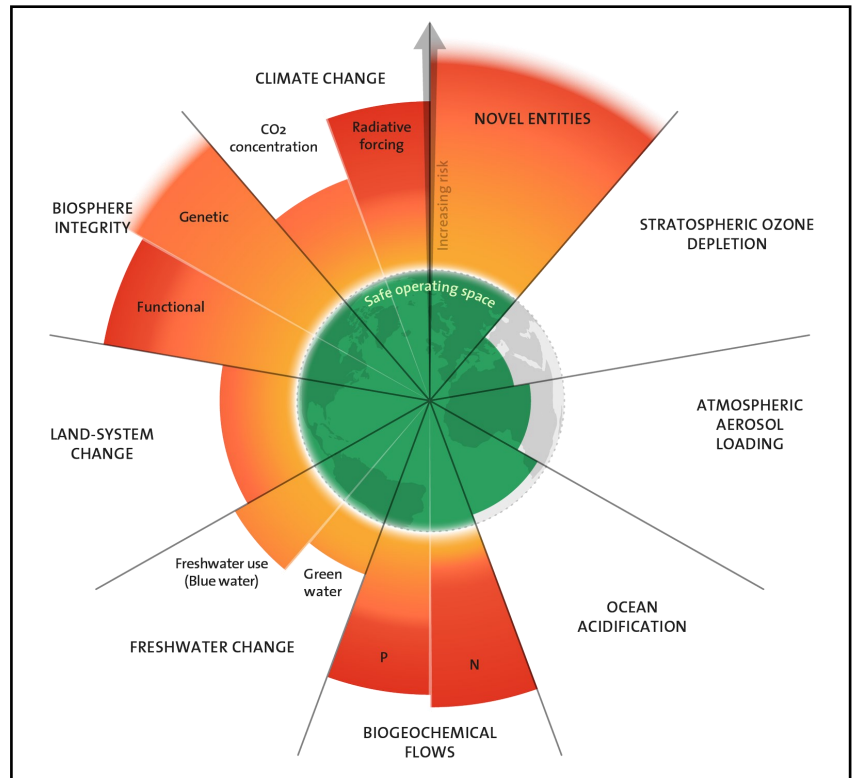 CLIMATE CHANGE
CO2
concentration
Radiative
forcing
NOVEL ENTITIES
Increasing risk
BIOSPHERE
INTEGRITY
Genetic
Functional
STRATOSPHERIC OZONE
DEPLETION
Safe operating space
LAND-SYSTEM
CHANGE
ATMOSPHERIC
AEROSOL
LOADING
Freshwater use
(Blue water)
Green
water
FRESHWATER CHANGE
OCEAN
ACIDIFICATION
P
N
BIOGEOCHEMICAL
FLOWS